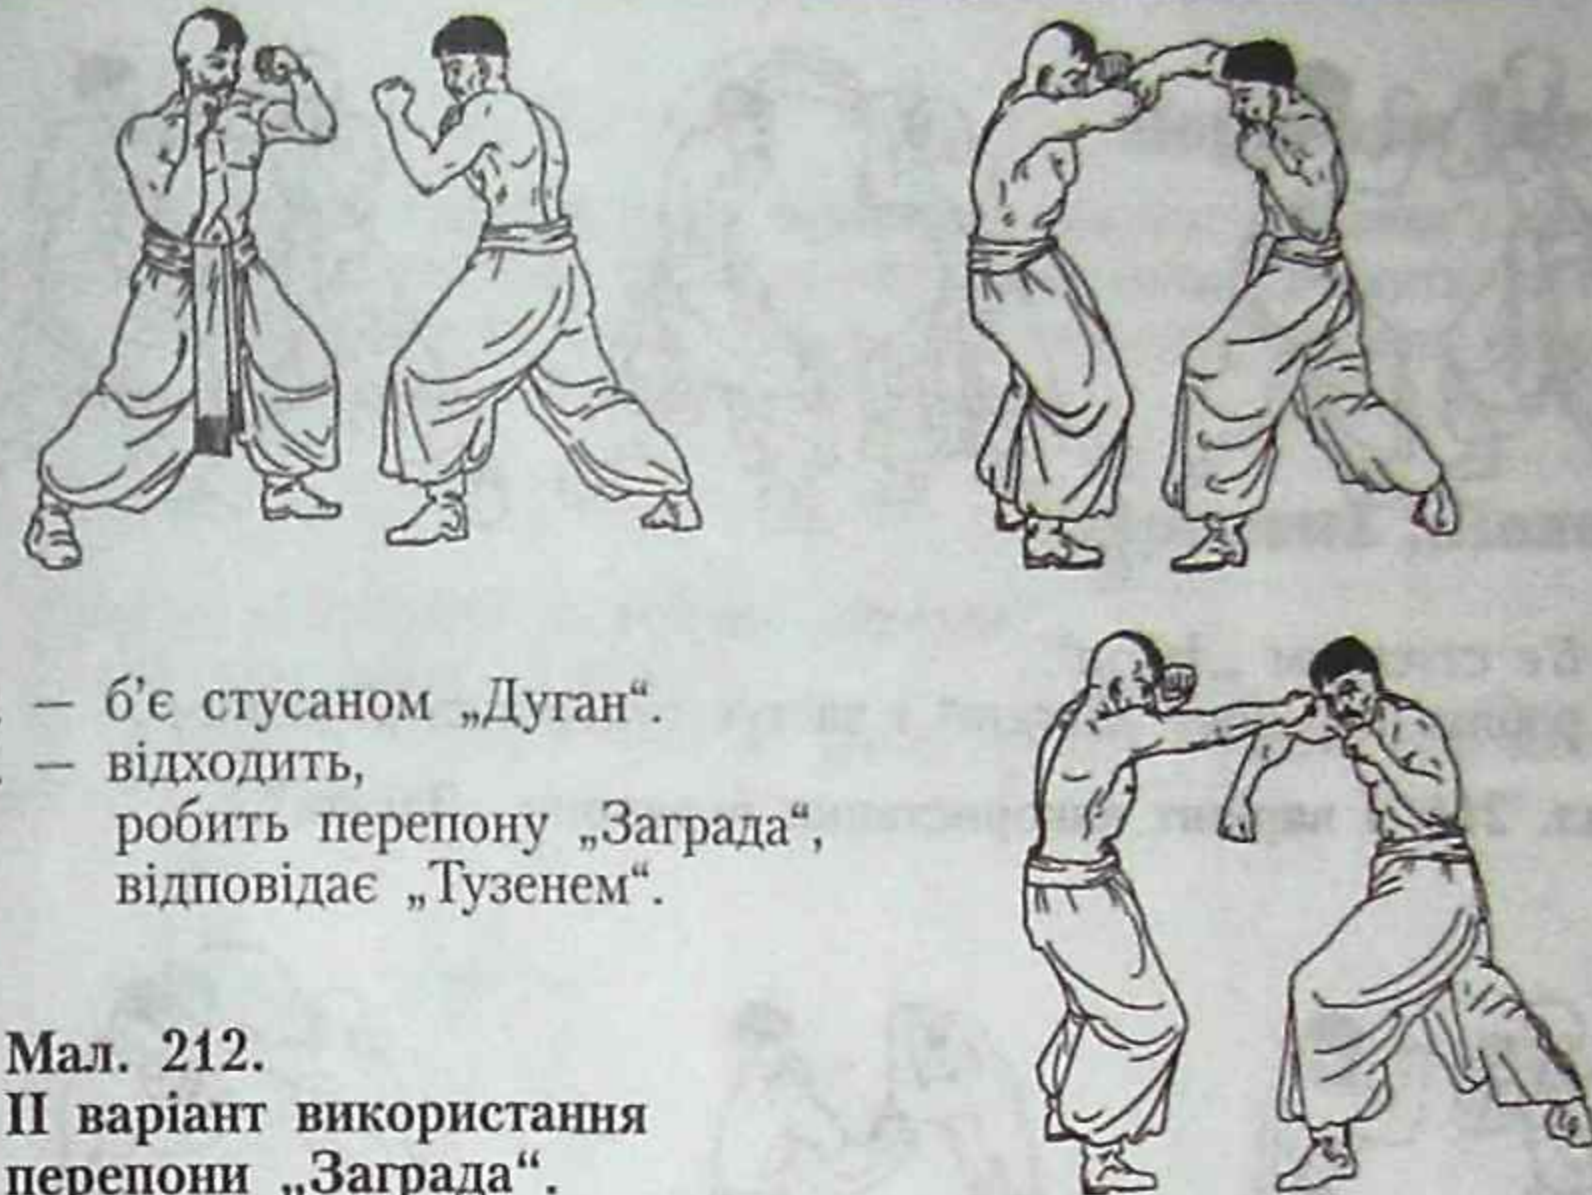 — б’є стусаном „Дуган“.
— відходить,
робить перепону „Заграда“,
відповідає „Тузенем“.
Мал. 212.
II варіант використання
перепони „Заграда“.